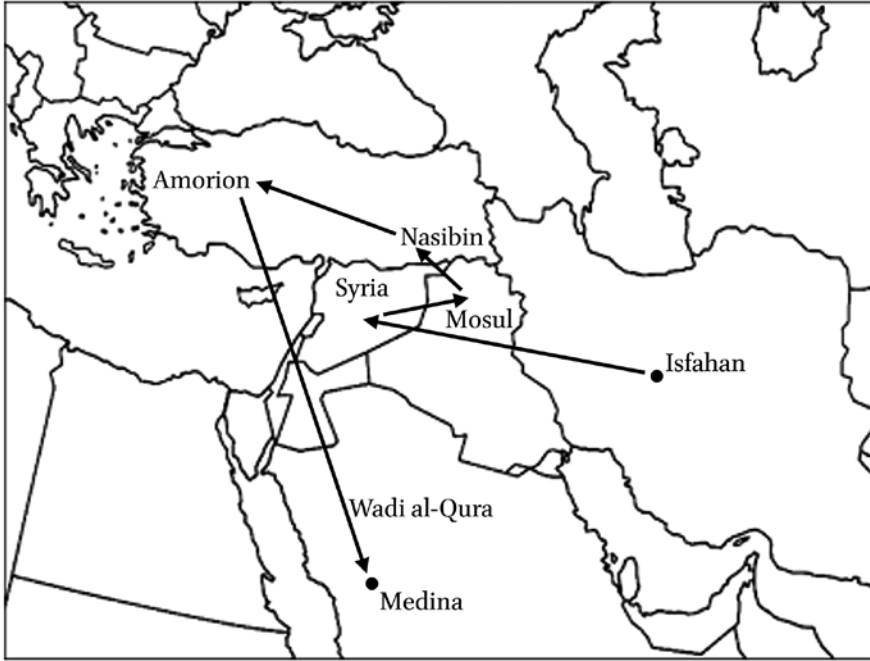 Amorion
Nasibin
Syria
Mosul
Isfahan
Wadi al-Qura
Medina